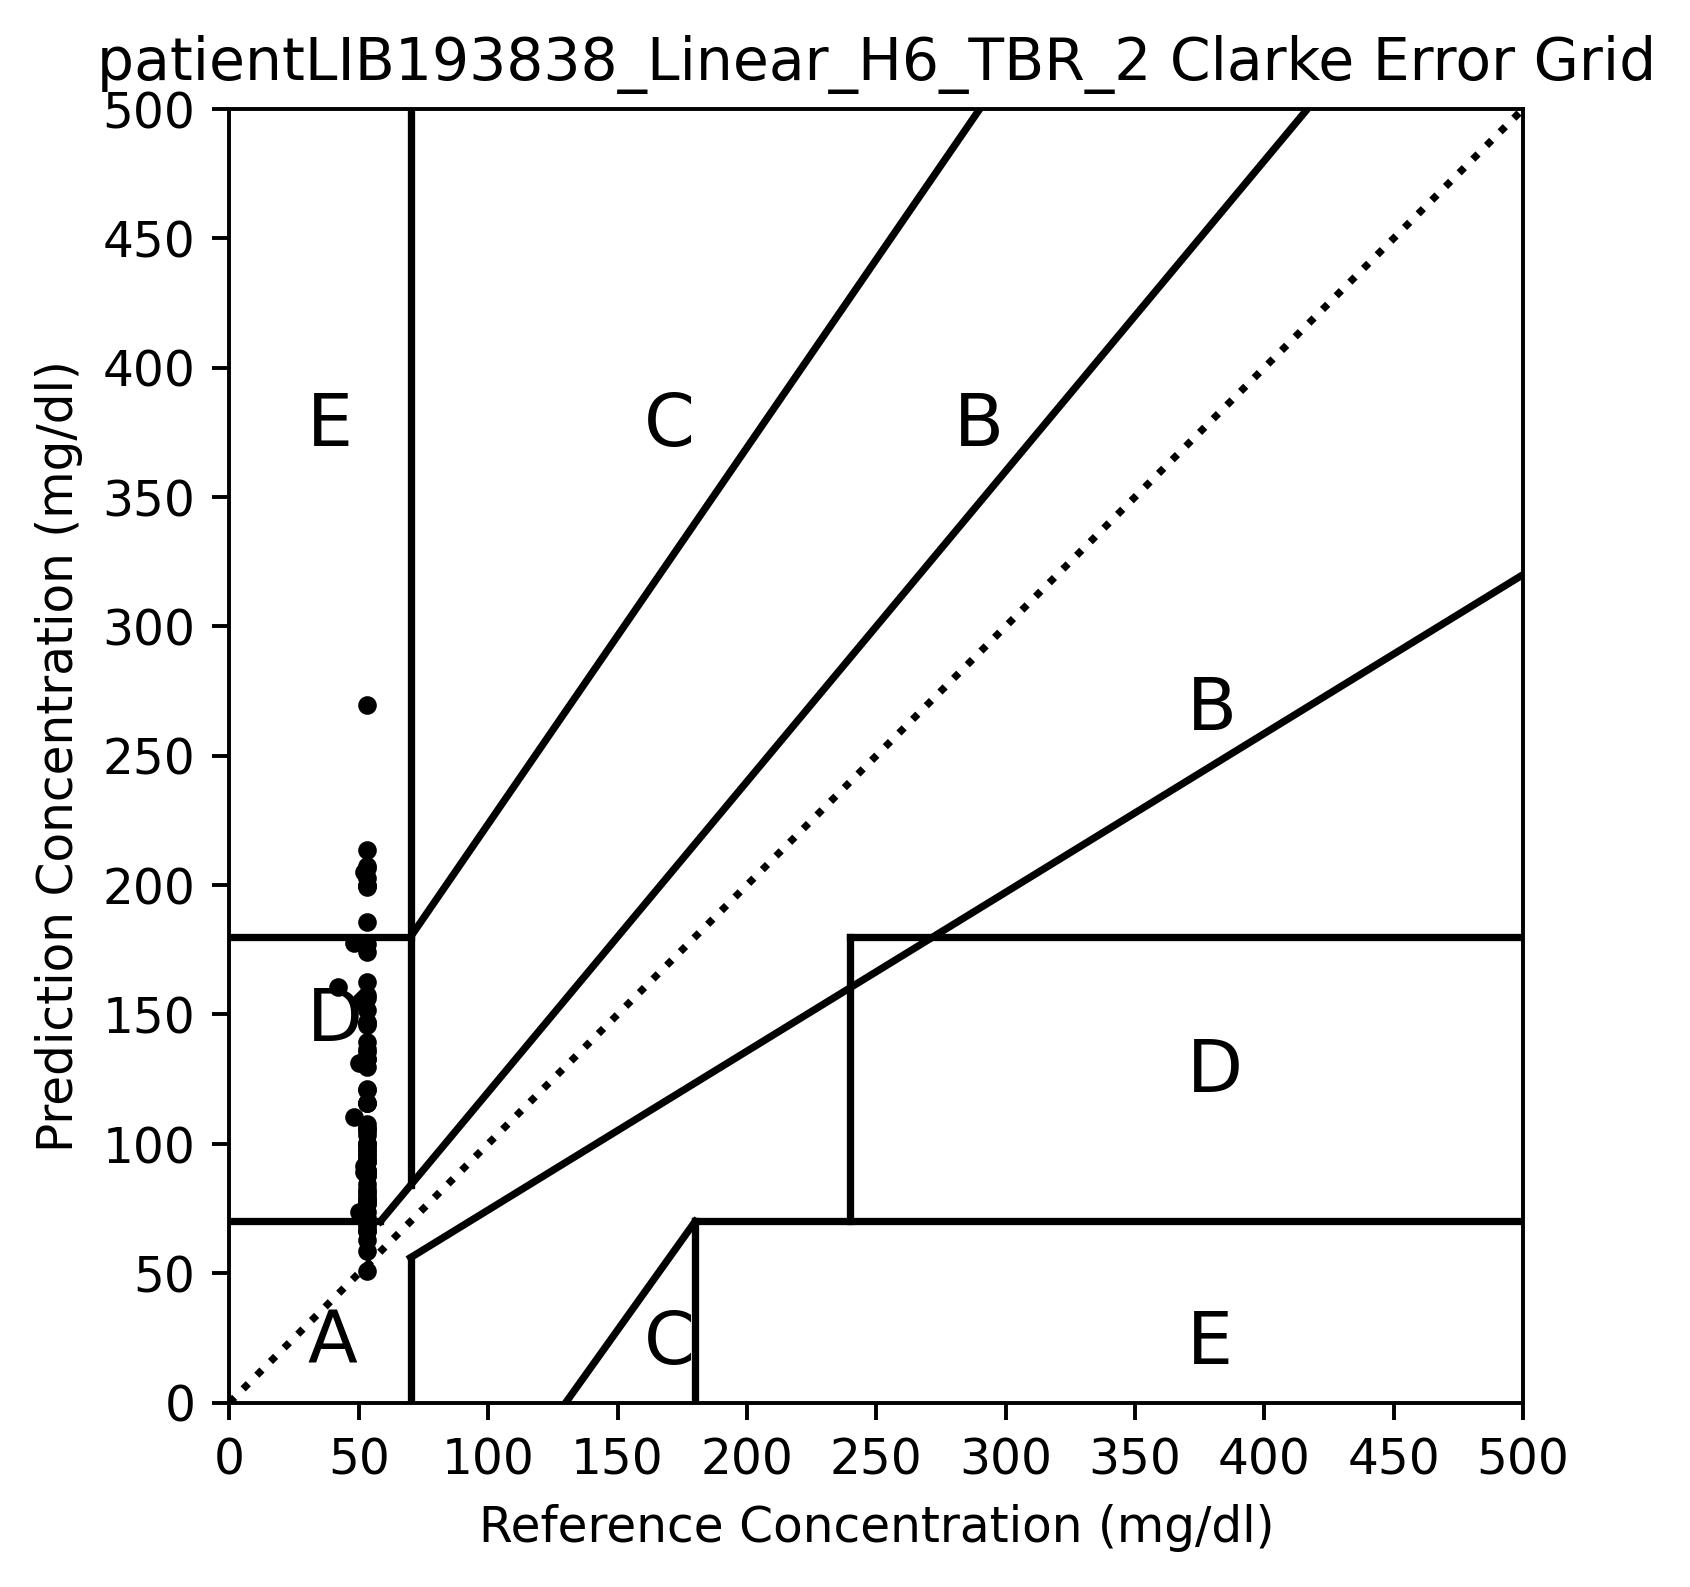 patientLIB193838_Linear_H6_TBR_2 Clarke Error Grid
500
450
400
350
300
250
200
150
100
50
0
Prediction Concentration (mg/dl)
E
C
B
B
D
D
A
C
E
0 50 100 150 200 250 300 350 400 450 500
Reference Concentration (mg/dl)